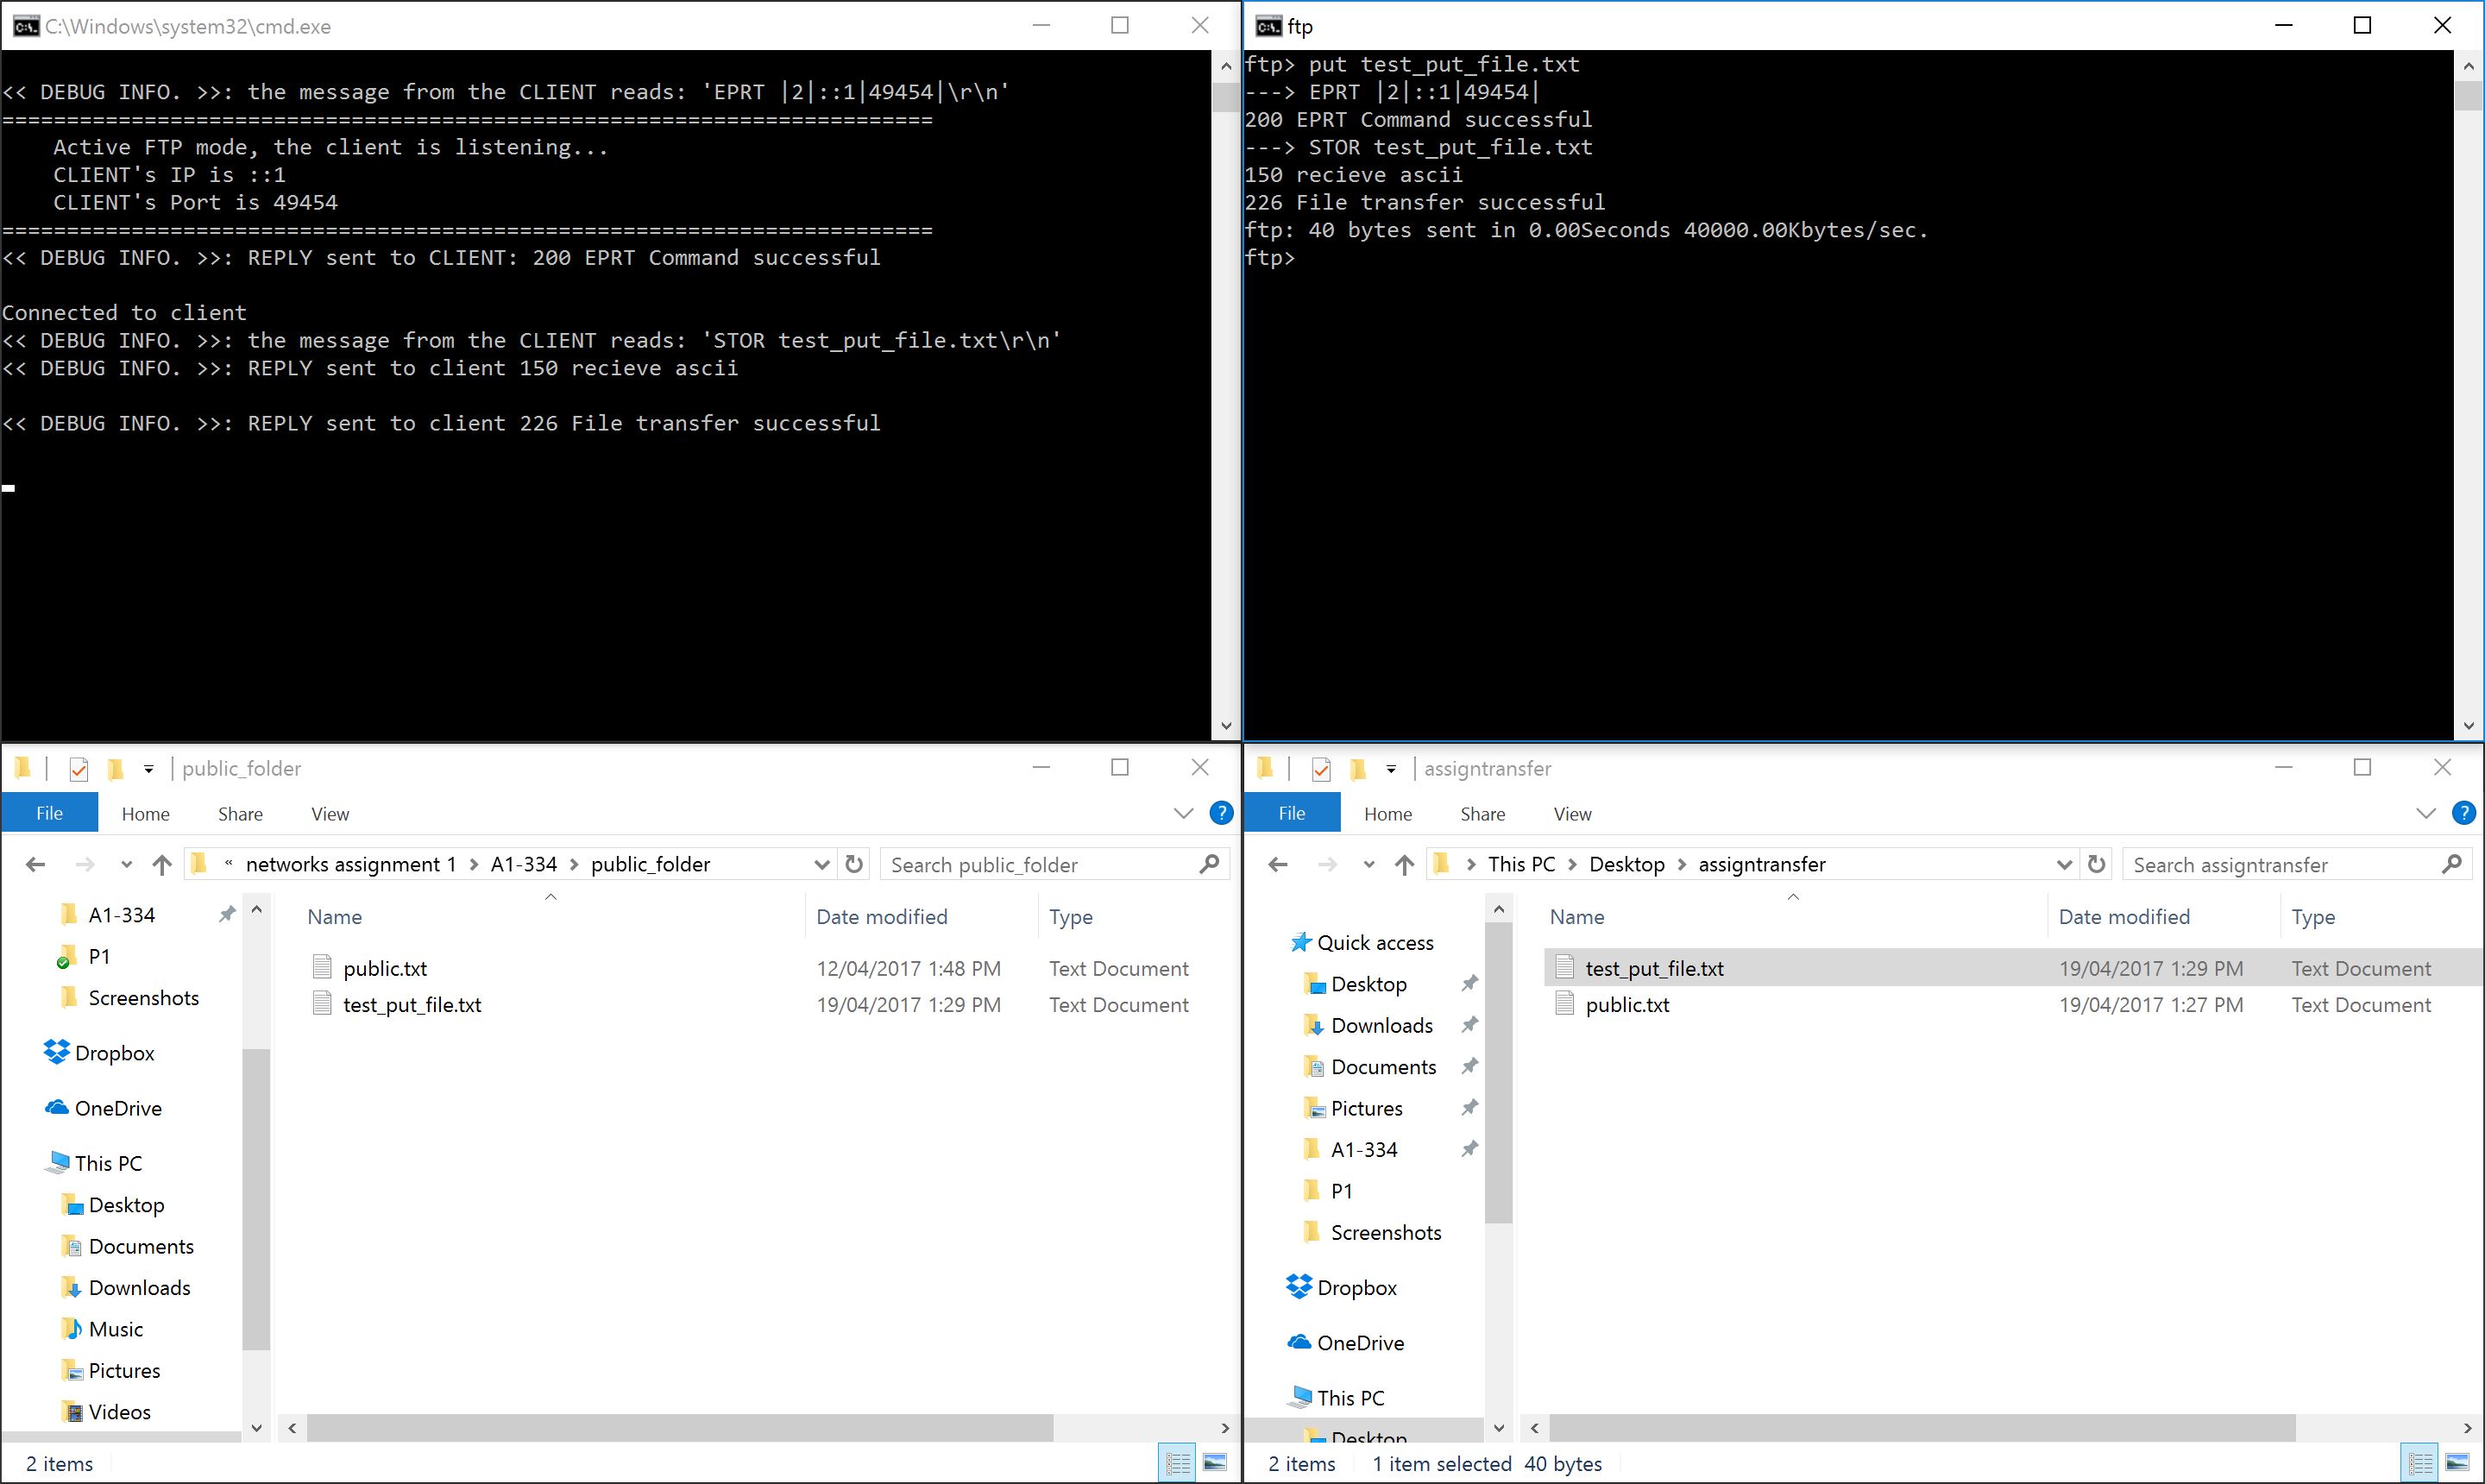 C:\Windows\system32\cmd.exe
<< DEBUG INFO. >>: the message from the CLIENT reads: 'EPRT |2|::1|49454|\r\n'
=========================================================================
Active FTP mode, the client is listening...
CLIENT's IP is ::1
CLIENT's Port is 49454
=========================================================================
<< DEBUG INFO. >>: REPLY sent to CLIENT: 200 EPRT Command successful
Connected to client
<< DEBUG INFO. >>: the message from the CLIENT reads: 'STOR test_put_file.txt\r\n'
<< DEBUG INFO. >>: REPLY sent to client 150 recieve ascii
<< DEBUG INFO. >>: REPLY sent to client 226 File transfer successful
ftp
ftp> put test_put_file.txt
---> EPRT |2|::1|49454|
200 EPRT Command successful
---> STOR test_put_file.txt
150 recieve ascii
226 File transfer successful
ftp: 40 bytes sent in 0.00Seconds 40000.00Kbytes/sec.
ftp>
public_folder
File Home Share View
« networks assignment 1 > A1-334 > public_folder
Search public_folder
A1-334
P1
Screenshots
Dropbox
OneDrive
This PC
Desktop
Documents
Downloads
Music
Pictures
Videos
Name Date modified Type
public.txt 12/04/2017 1:48 PM Text Document
test_put_file.txt 19/04/2017 1:29 PM Text Document
2 items
assigntransfer
File Home Share View
> This PC > Desktop > assigntransfer
Search assigntransfer
Quick access
Desktop
Downloads
Documents
Pictures
A1-334
P1
Screenshots
Dropbox
OneDrive
This PC
Desktop
Name Date modified Type
test_put_file.txt 19/04/2017 1:29 PM Text Document
public.txt 19/04/2017 1:27 PM Text Document
2 items 1 item selected 40 bytes